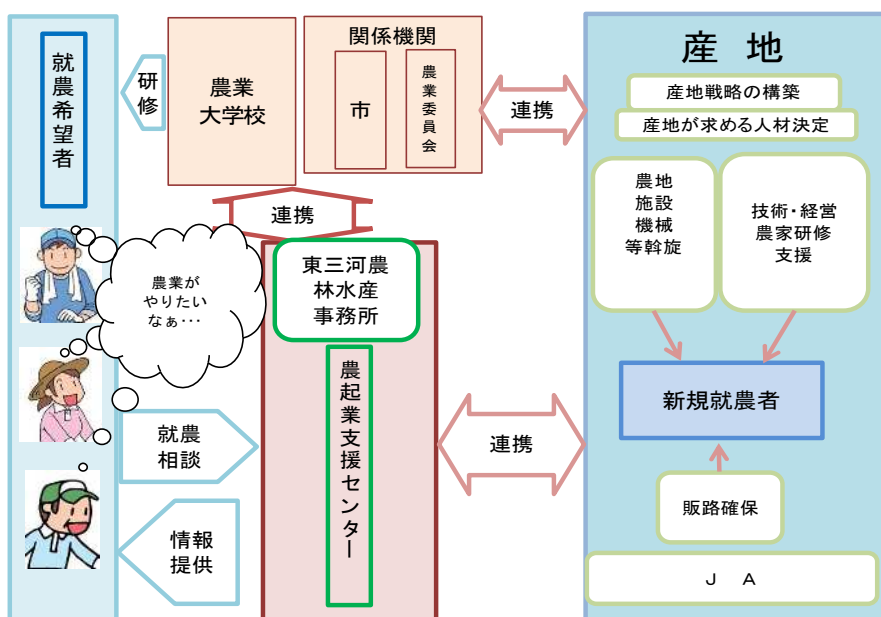 就農希望者
研修
農業
大学校
関係機関
市
農業委員会
連携
産　地
産地戦略の構築
産地が求める人材決定
農地
施設
機械
等斡旋
技術・経営
農家研修
支援
連携
農業が
やりたい
なぁ・・・
東三河農
林水産
事務所
農起業支援センター
就農
相談
情報
提供
連携
新規就農者
販路確保
Ｊ　Ａ